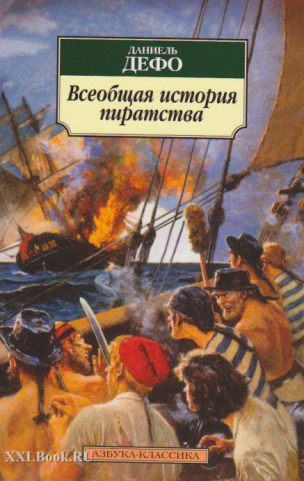 ДАНИЕЛЬ
ДЕФО
Всеобщая история
пиратства
АЗБУКА-КЛАССИКА
XXLBook.RU